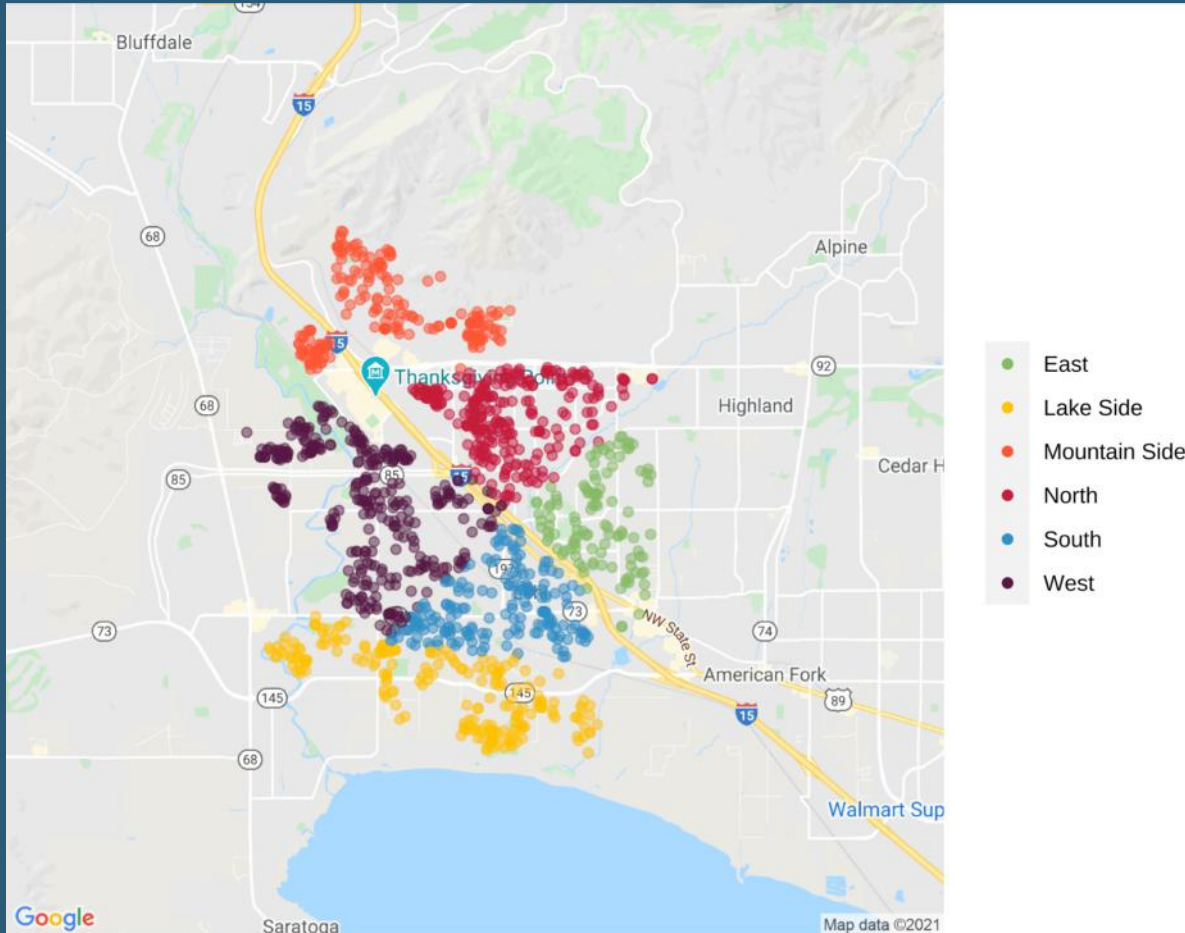 134
Bluffdale
15
68
Alpine
15
92
Thanksgiving Point
68
Highland
85
85
15
Cedar H
193
73
73
NW State St
74
American Fork
145
145
89
15
68
Walmart Sup
Google
Saratoga
Map data ©2021
East
Lake Side
Mountain Side
North
South
West